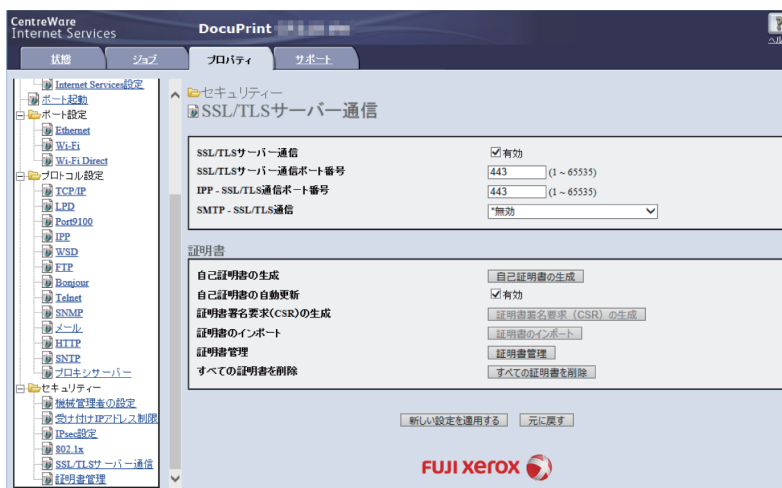 CentreWare
Internet Services
DocuPrint
ヘル
状態
ジョブ
プロパティ
サポート
Internet Services設定
ポート起動
ポート設定
Ethernet
Wi-Fi
Wi-Fi Direct
プロトコル設定
TCP/IP
LPD
Port9100
IPP
WSD
FTP
Bonjour
Telnet
SNMP
メール
HTTP
SNTP
プロキシサーバー
セキュリティー
機械管理者の設定
受け付けIPアドレス制限
IPsec設定
802.1x
SSL/TLSサーバー通信
証明書管理
セキュリティー
SSL/TLSサーバー通信
SSL/TLSサーバー通信 有効
SSL/TLSサーバー通信ポート番号 443 (1 ~ 65535)
IPP - SSL/TLS通信ポート番号 443 (1 ~ 65535)
SMTP - SSL/TLS通信 *無効
証明書
自己証明書の生成 自己証明書の生成
自己証明書の自動更新 有効
証明書署名要求(CSR)の生成 証明書署名要求（CSR）の生成
証明書のインポート 証明書のインポート
証明書管理 証明書管理
すべての証明書を削除 すべての証明書を削除
新しい設定を適用する 元に戻す
FUJI xerox